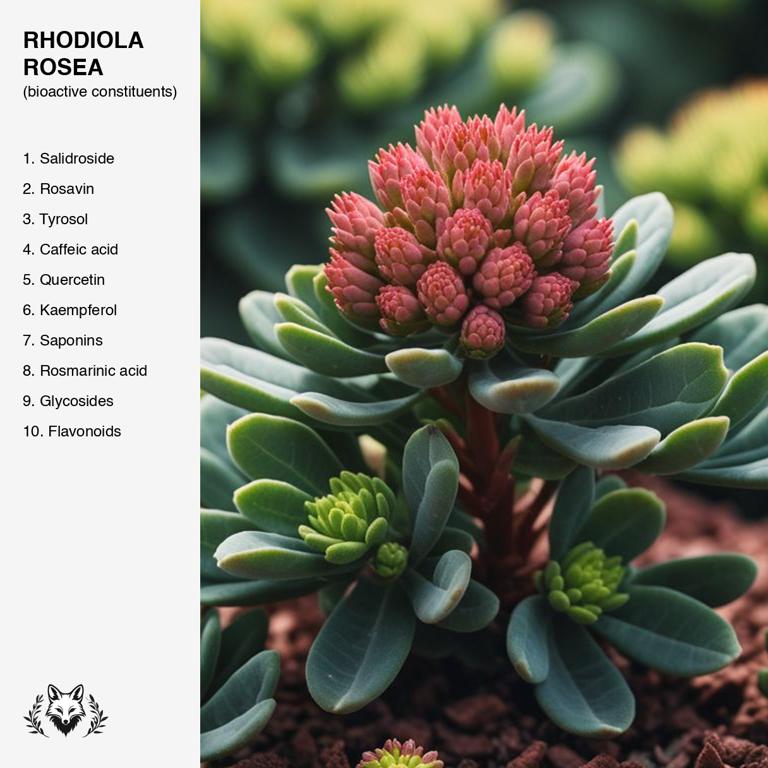 RHODIOLA
ROSEA
(bioactive constituents)
1. Salidroside
2. Rosavin
3. Tyrosol
4. Caffeic acid
5. Quercetin
6. Kaempferol
7. Saponins
8. Rosmarinic acid
9. Glycosides
10. Flavonoids